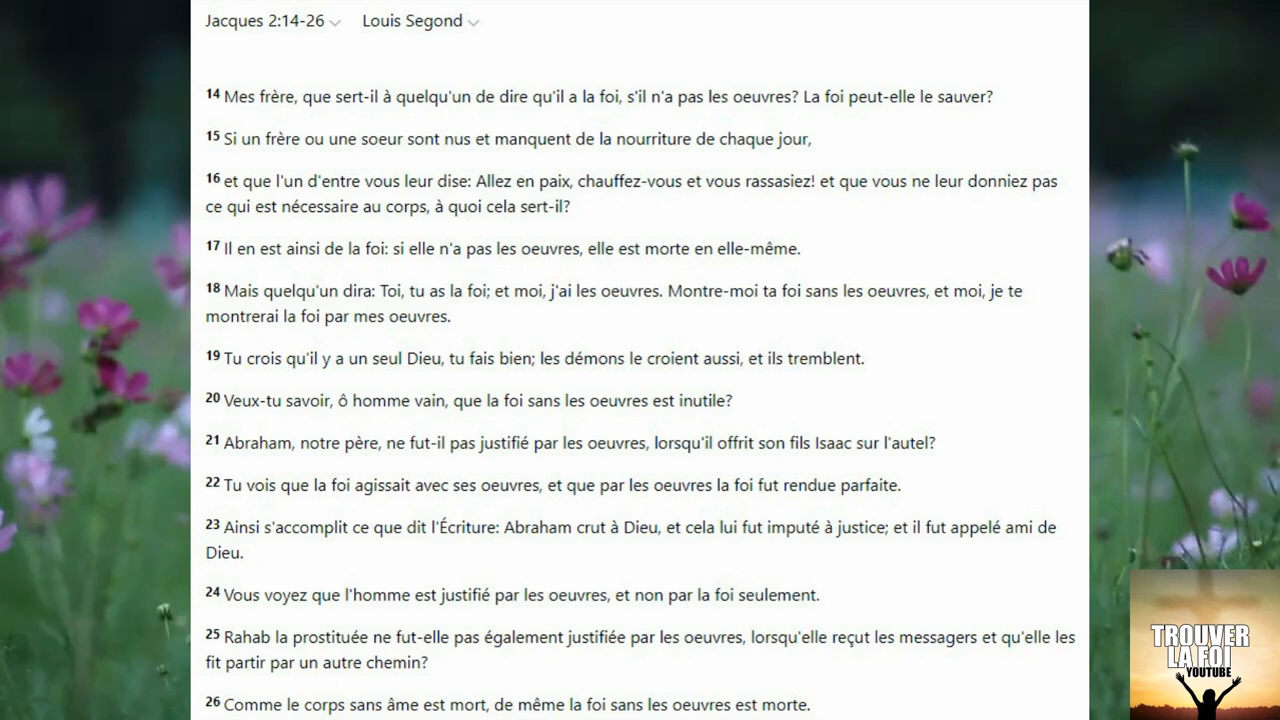 Jacques 2:14-26 Louis Segond
14 Mes frère, que sert-il à quelqu'un de dire qu'il a la foi, s'il n'a pas les oeuvres? La foi peut-elle le sauver?
15 Si un frère ou une soeur sont nus et manquent de la nourriture de chaque jour,
16 et que l'un d'entre vous leur dise: Allez en paix, chauffez-vous et vous rassasiez! et que vous ne leur donniez pas
ce qui est nécessaire au corps, à quoi cela sert-il?
17 Il en est ainsi de la foi: si elle n'a pas les oeuvres, elle est morte en elle-même.
18 Mais quelqu'un dira: Toi, tu as la foi; et moi, j'ai les oeuvres. Montre-moi ta foi sans les oeuvres, et moi, je te
montrerai la foi par mes oeuvres.
19 Tu crois qu'il y a un seul Dieu, tu fais bien; les démons le croient aussi, et ils tremblent.
20 Veux-tu savoir, ô homme vain, que la foi sans les oeuvres est inutile?
21 Abraham, notre père, ne fut-il pas justifié par les oeuvres, lorsqu'il offrit son fils Isaac sur l'autel?
22 Tu vois que la foi agissait avec ses oeuvres, et que par les oeuvres la foi fut rendue parfaite.
23 Ainsi s'accomplit ce que dit l'Écriture: Abraham crut à Dieu, et cela lui fut imputé à justice; et il fut appelé ami de
Dieu.
24 Vous voyez que l'homme est justifié par les oeuvres, et non par la foi seulement.
25 Rahab la prostituée ne fut-elle pas également justifiée par les oeuvres, lorsqu'elle reçut les messagers et qu'elle les
fit partir par un autre chemin?
26 Comme le corps sans âme est mort, de même la foi sans les oeuvres est morte.
TROUVER
LA FOI
YOUTUBE